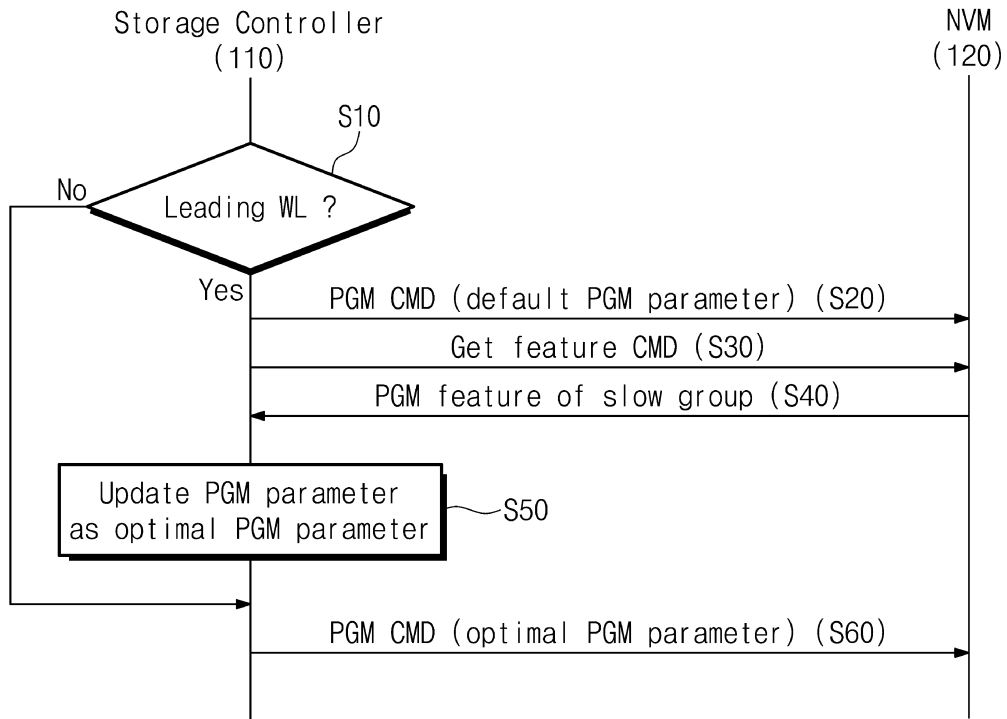 Storage Controller
(110)
NVM
(120)
S10
No
Leading WL ?
Yes
PGM CMD (default PGM parameter) (S20)
Get feature CMD (S30)
PGM feature of slow group (S40)
Update PGM parameter
as optimal PGM parameter
S50
PGM CMD (optimal PGM parameter) (S60)